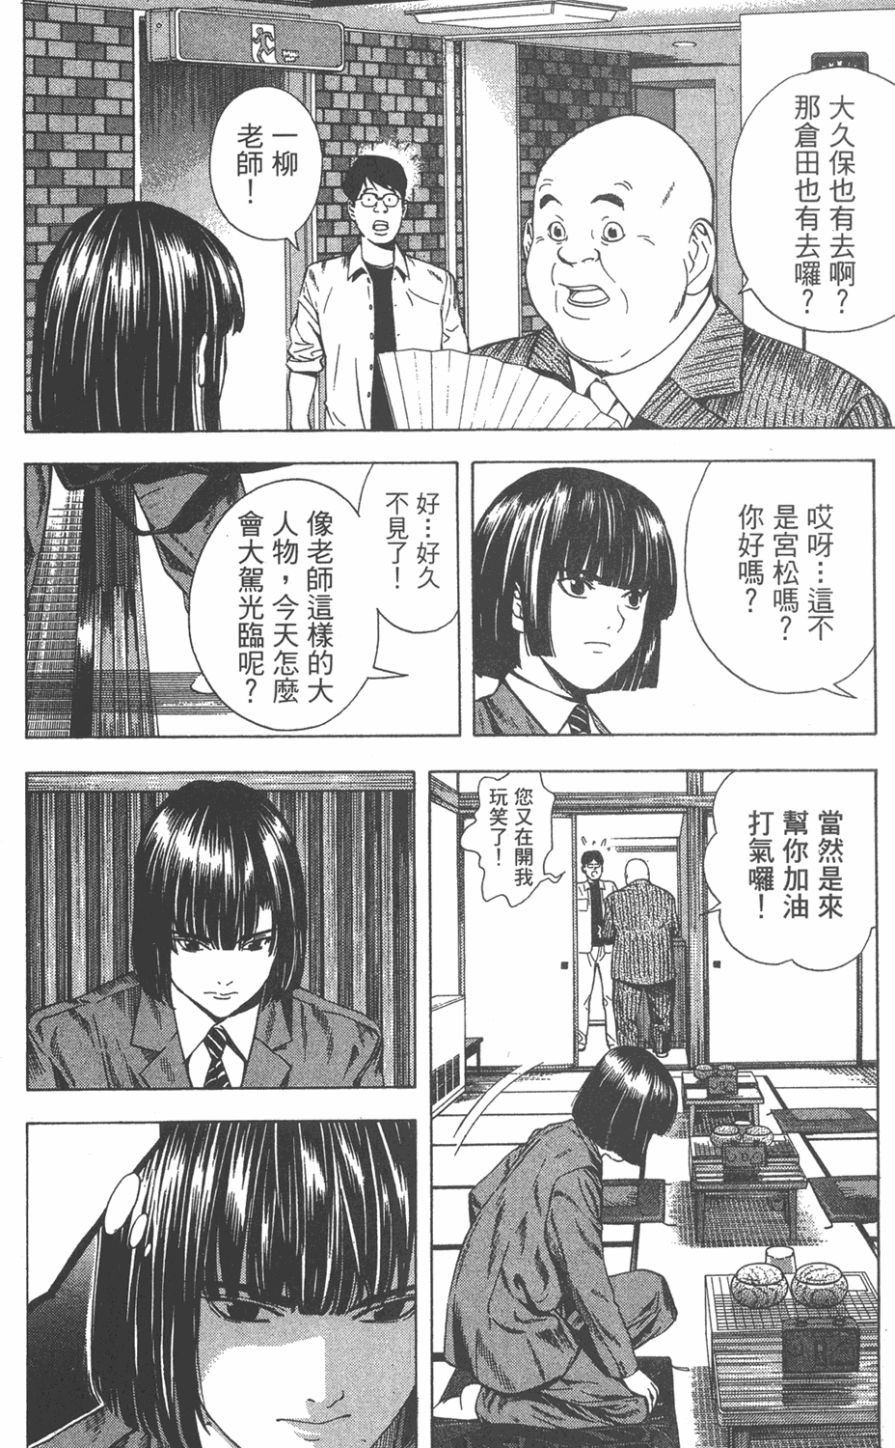 大久保也有去啊?
那倉田也有去囉?
一柳
老師!
哎呀…這不
是宮松嗎?
你好嗎?
好…好久
不見了!
像老師這樣的大
人物,今天怎麼
會大駕光臨呢?
當然是來
幫你加油
打氣囉!
您又在開我
玩笑了!